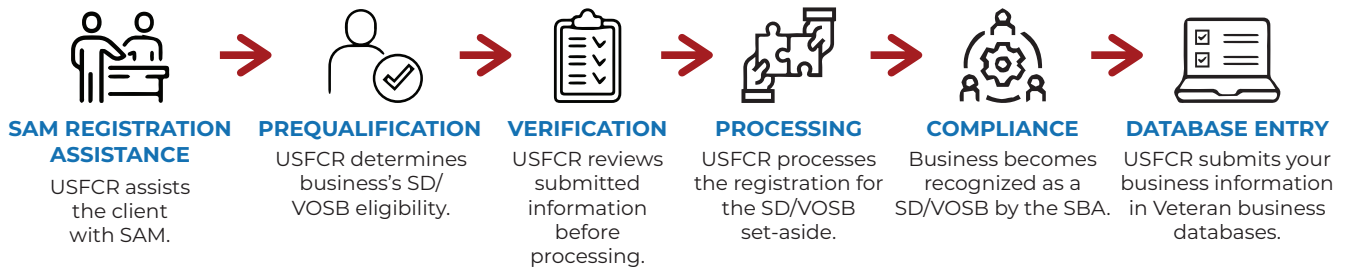 SAM REGISTRATION
ASSISTANCE
USFCR assists
the client
with SAM.
PREQUALIFICATION
USFCR determines
business's SD/
VOSB eligibility.
VERIFICATION
USFCR reviews
submitted
information
before
processing.
PROCESSING
USFCR processes
the registration for
the SD/VOSB
set-aside.
COMPLIANCE
Business becomes
recognized as a
SD/VOSB by the SBA.
DATABASE ENTRY
USFCR submits your
business information
in Veteran business
databases.